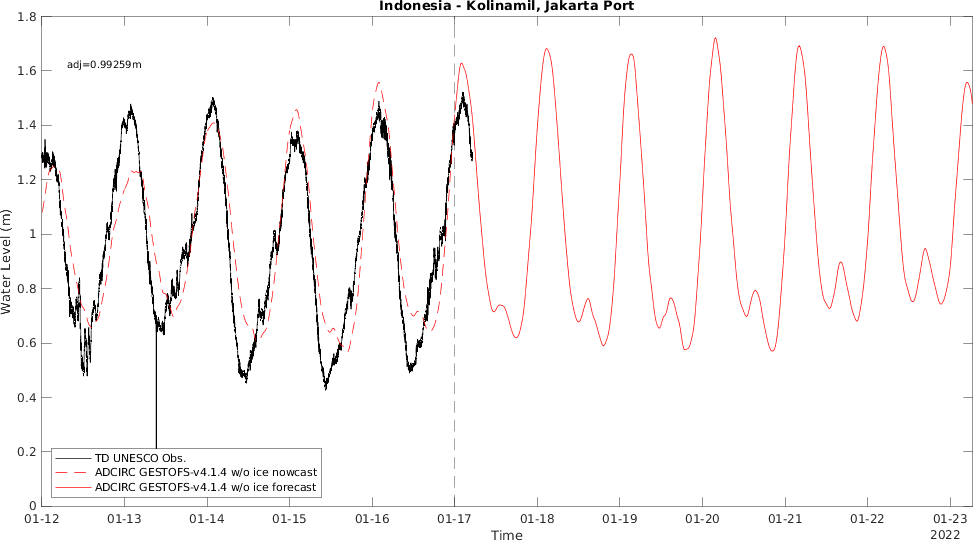 Indonesia - Kolinamil, Jakarta Port
1.8
1.6
1.4
1.2
1
0.8
0.6
0.4
0.2
0
Water Level (m)
adj=0.99259m
TD UNESCO Obs.
ADCIRC GESTOFS-v4.1.4 w/o ice nowcast
ADCIRC GESTOFS-v4.1.4 w/o ice forecast
01-12 01-13 01-14 01-15 01-16 01-17 01-18 01-19 01-20 01-21 01-22 01-23
Time
2022